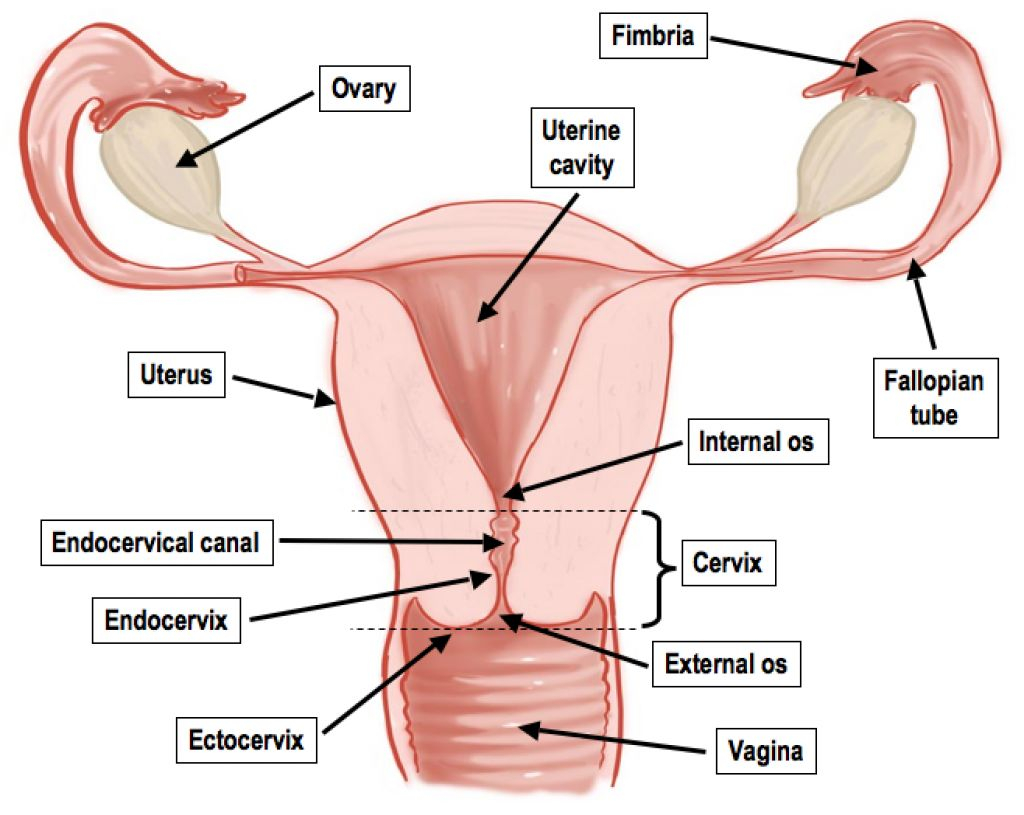 Fimbria
Ovary
Uterine
cavity
Uterus
Fallopian
tube
Internal os
Endocervical canal
Cervix
Endocervix
External os
Ectocervix
Vagina